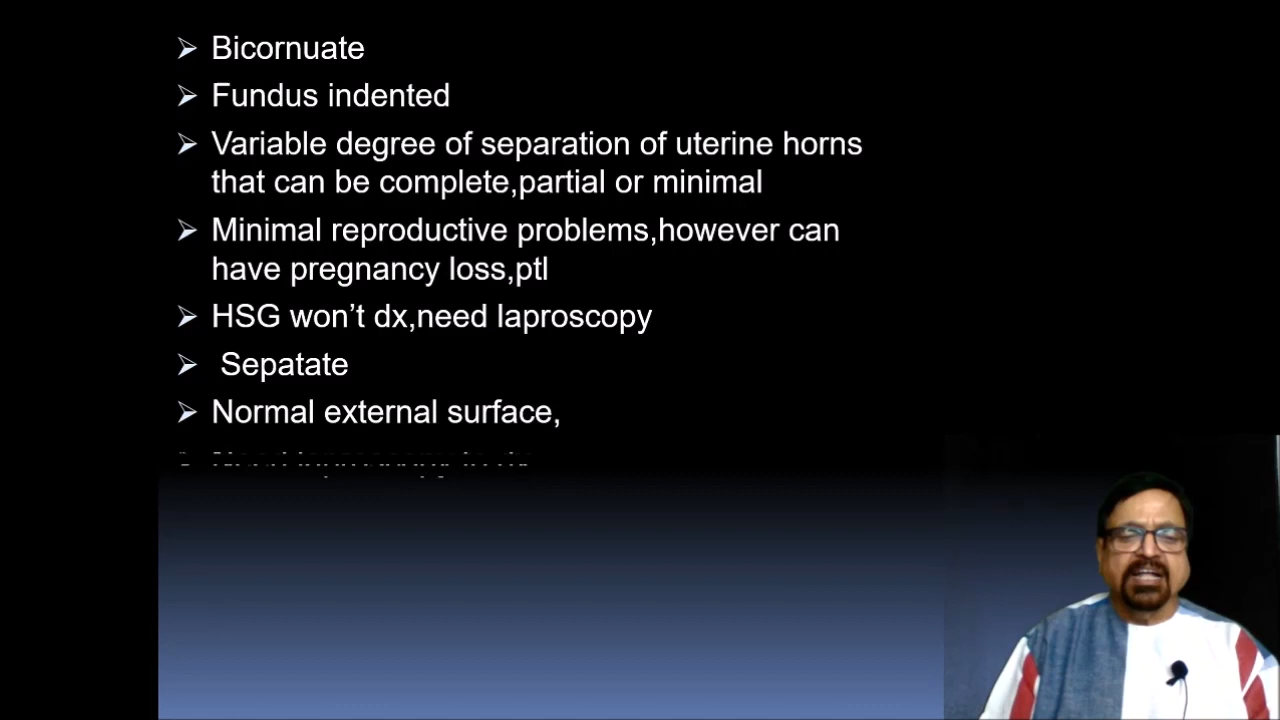 Bicornuate
Fundus indented
Variable degree of separation of uterine horns
that can be complete,partial or minimal
Minimal reproductive problems,however can
have pregnancy loss,ptl
HSG won’t dx,need laproscopy
Sepatate
Normal external surface,